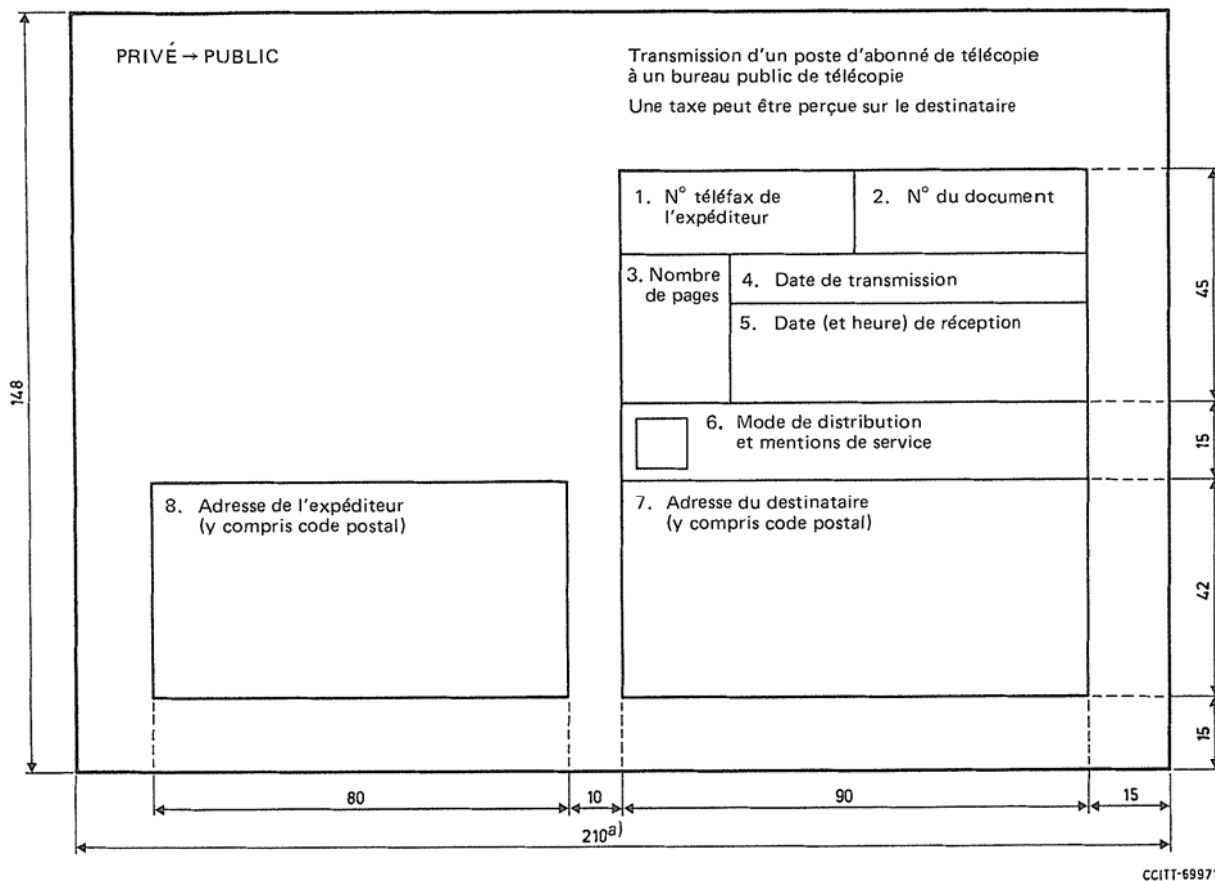 PRIVÉ → PUBLIC
Transmission d'un poste d'abonné de télécopie
à un bureau public de télécopie
Une taxe peut être perçue sur le destinataire
1. N° téléfax de
l'expéditeur
2. N° du document
3. Nombre
de pages
4. Date de transmission
5. Date (et heure) de réception
6. Mode de distribution
et mentions de service
7. Adresse du destinataire
(y compris code postal)
8. Adresse de l'expéditeur
(y compris code postal)
148
45
15
42
15
80
10
90
15
210a)
CCITT-69971